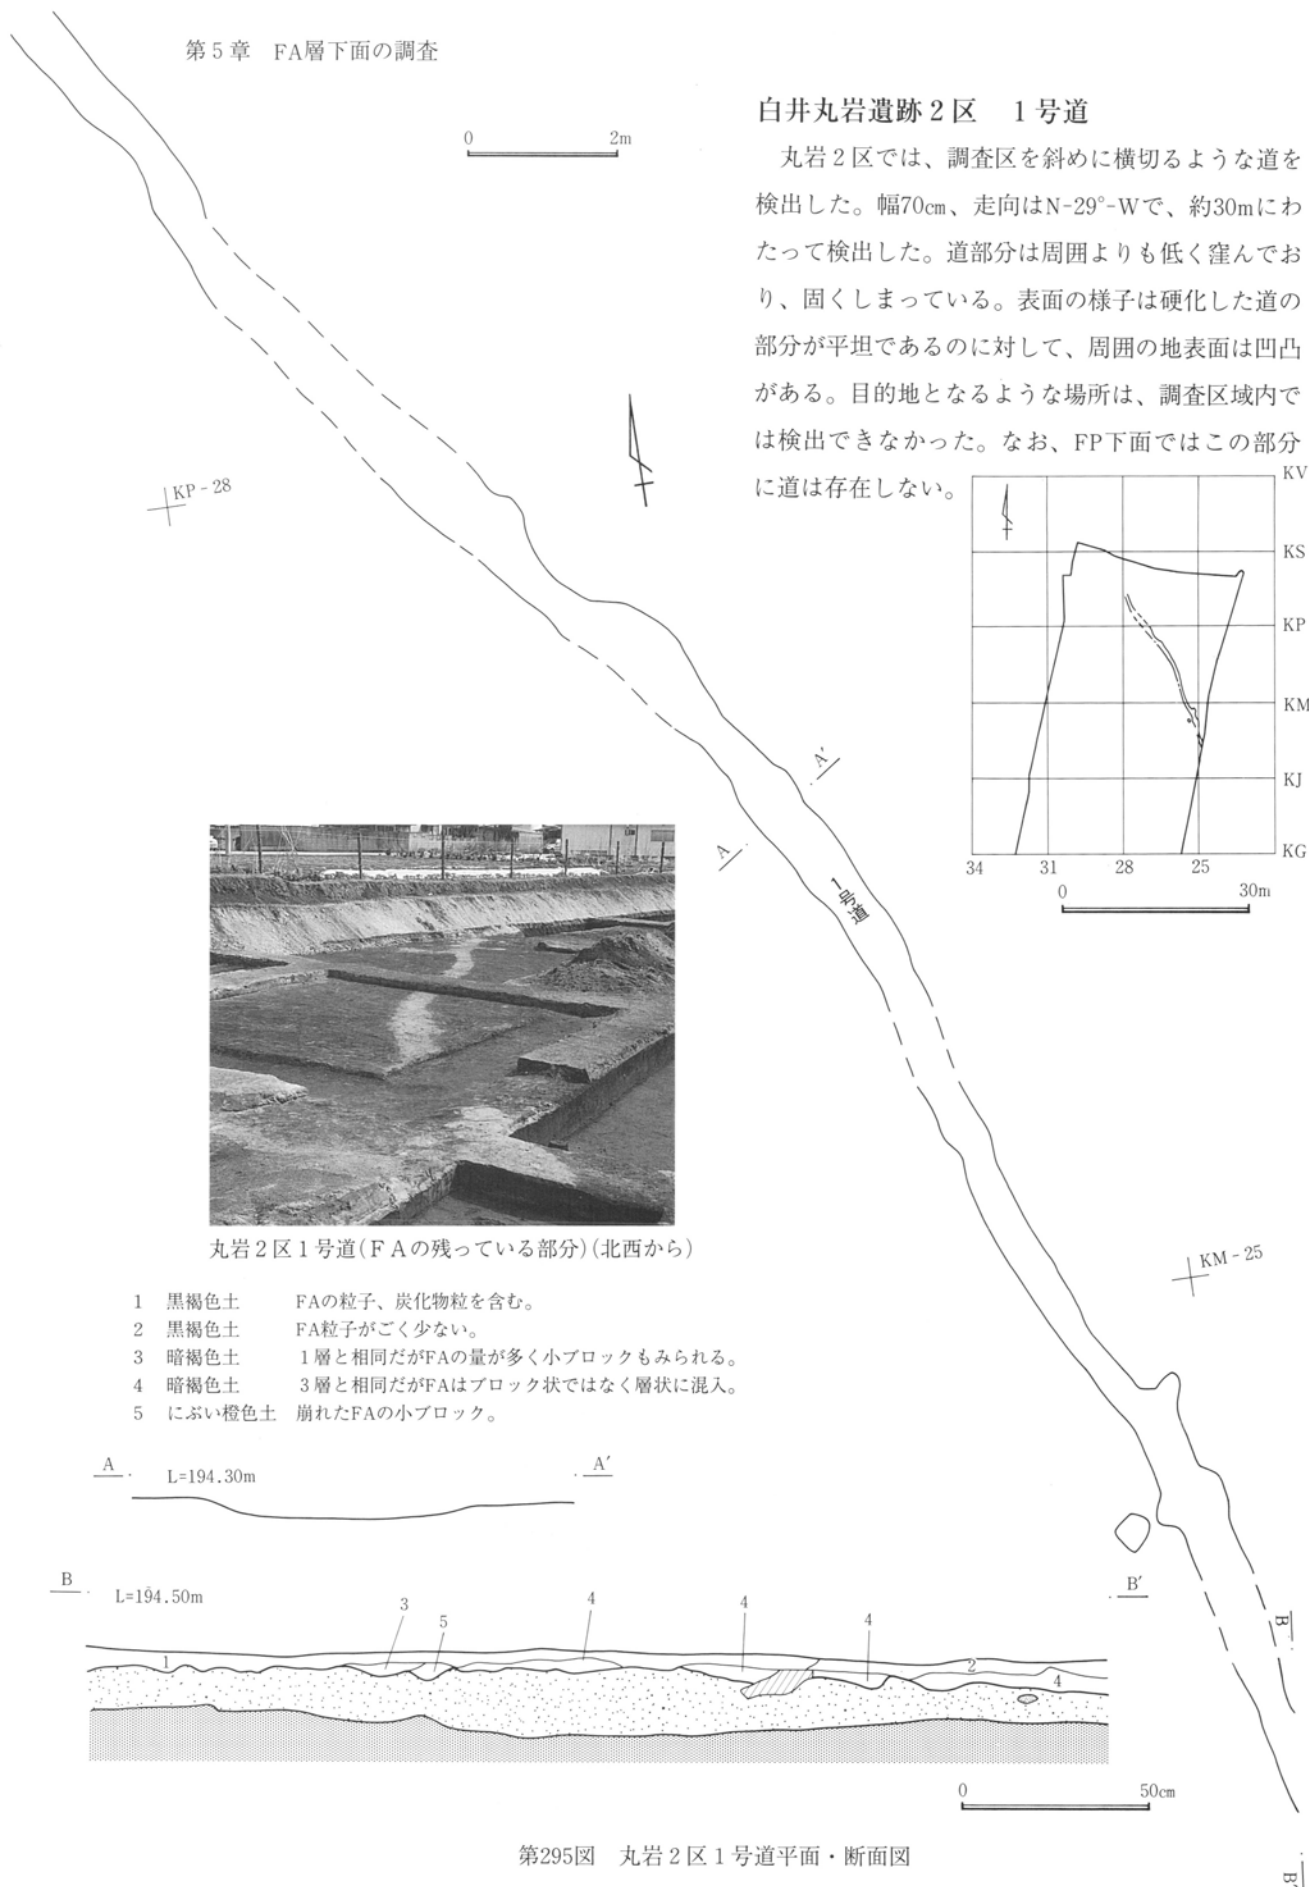 第5章　FA層下面の調査
0 2m
白井丸岩遺跡2区　1号道
丸岩2区では、調査区を斜めに横切るような道を
検出した。幅70㎝、走向はN-29°-Wで、約30mにわ
たって検出した。道部分は周囲よりも低く窪んでお
り、固くしまっている。表面の様子は硬化した道の
部分が平坦であるのに対して、周囲の地表面は凹凸
がある。目的地となるような場所は、調査区域内で
は検出できなかった。なお、FP下面ではこの部分
に道は存在しない。
KP-28
KV
KS
KP
KM
KJ
KG
34 31 28 25
0 30m
A′
A
1号道
丸岩2区1号道(FAの残っている部分)(北西から)
KM-25
1　黒褐色土　FAの粒子、炭化物粒を含む。
2　黒褐色土　FA粒子がごく少ない。
3　暗褐色土　1層と相同だがFAの量が多く小ブロックもみられる。
4　暗褐色土　3層と相同だがFAはブロック状ではなく層状に混入。
5　にぶい橙色土　崩れたFAの小ブロック。
A L=194.30m A′
B L=194.50m B′
3 5 4 4 4
1 2 4
B
0 50cm
第295図　丸岩2区1号道平面・断面図
B′